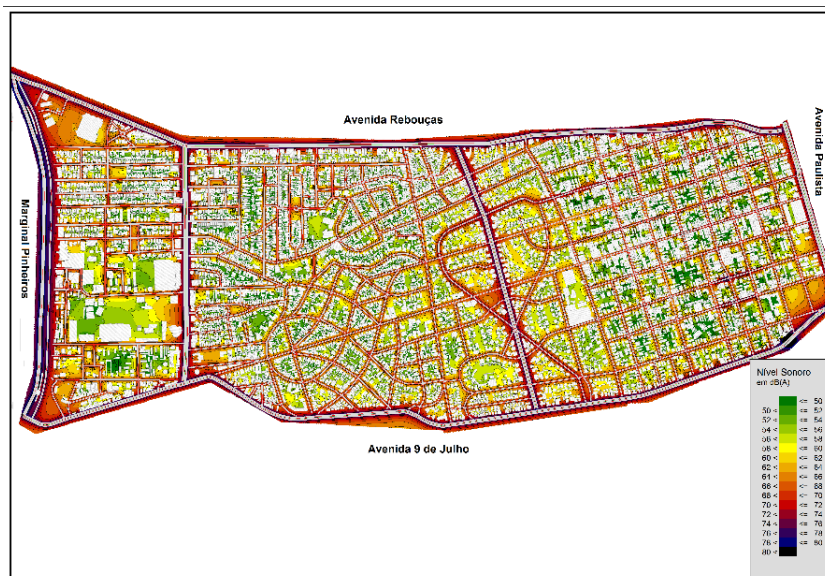 Avenida Rebouças
Avenida Paulista
Marginal Pinheiros
Avenida 9 de Julho
Nível Sonoro
em dB(A)
<= 50
50 < <= 52
52 < <= 54
54 < <= 56
56 < <= 58
58 < <= 60
60 < <= 62
62 < <= 64
64 < <= 66
66 < <= 68
68 < <= 70
70 < <= 72
72 < <= 74
74 < <= 76
76 < <= 78
78 < <= 80
80 <